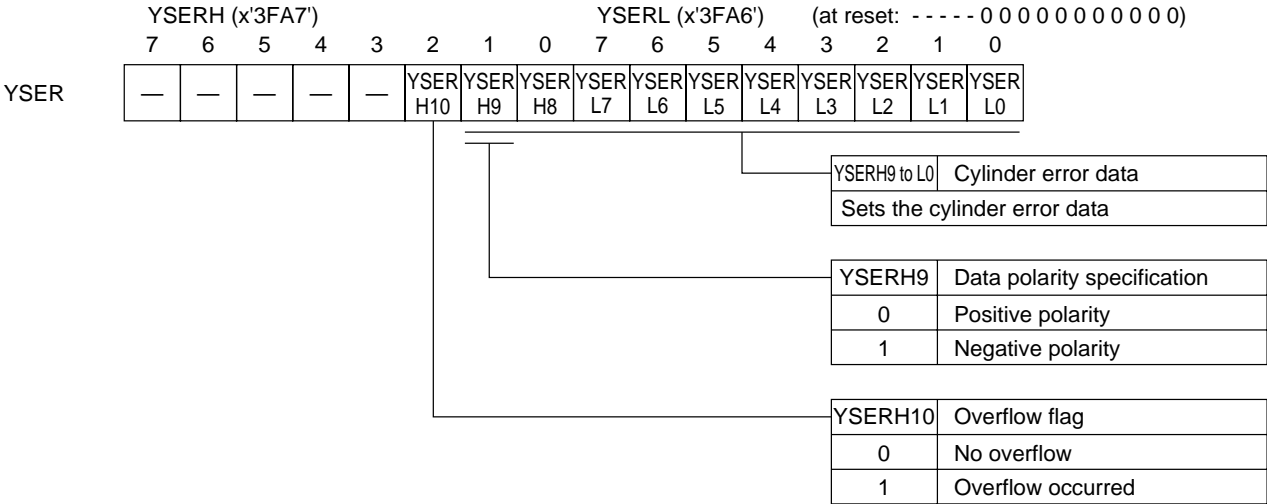 YSERH (x'3FA7') YSERL (x'3FA6') (at reset: - - - - - 0 0 0 0 0 0 0 0 0 0 0)
7 6 5 4 3 2 1 0 7 6 5 4 3 2 1 0
YSER — — — — — YSER H10 YSER H9 YSER H8 YSER L7 YSER L6 YSER L5 YSER L4 YSER L3 YSER L2 YSER L1 YSER L0
YSERH9 to L0 Cylinder error data
Sets the cylinder error data
YSERH9 Data polarity specification
0 Positive polarity
1 Negative polarity
YSERH10 Overflow flag
0 No overflow
1 Overflow occurred